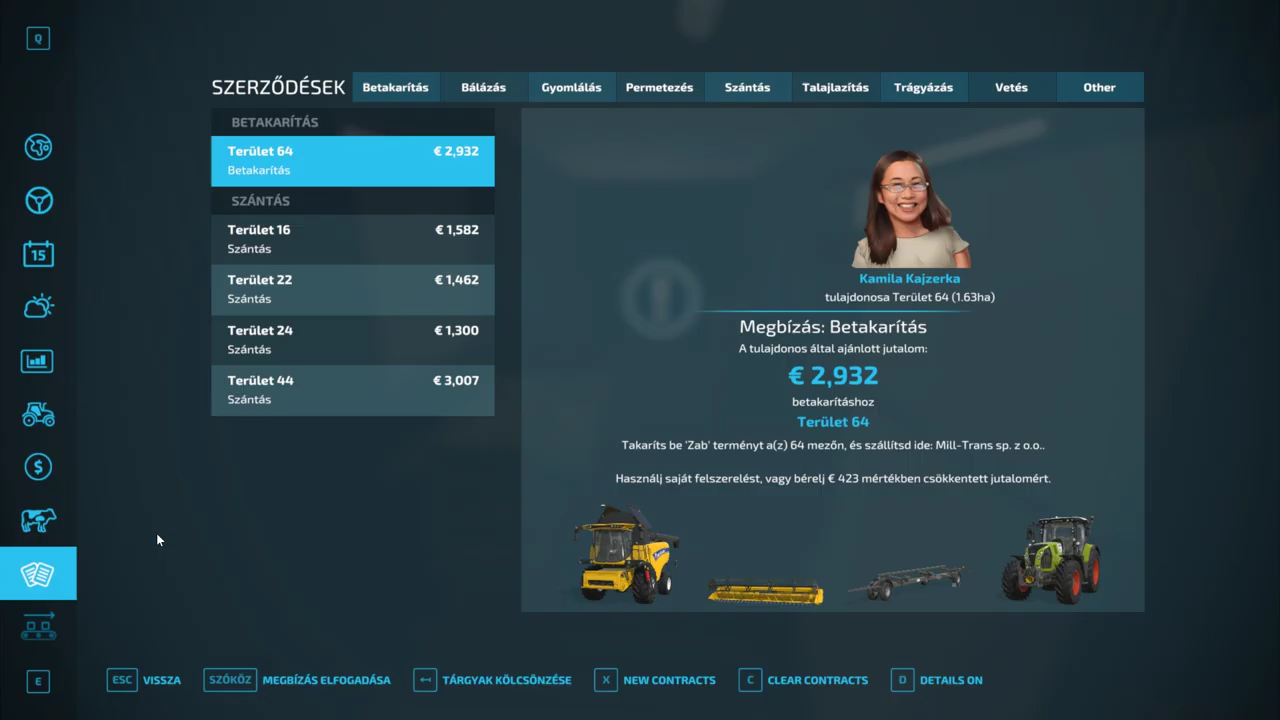 Q
SZERZŐDÉSEK
Betakarítás
Bálázás
Gyomlálás
Permetezés
Szántás
Talajlazítás
Trágyázás
Vetés
Other
BETAKARÍTÁS
Terület 64 € 2,932
Betakarítás
SZÁNTÁS
Terület 16 € 1,582
Szántás
Terület 22 € 1,462
Szántás
Terület 24 € 1,300
Szántás
Terület 44 € 3,007
Szántás
15
$
Kamila Kajzerka
tulajdonosa Terület 64 (1.63ha)
Megbízás: Betakarítás
A tulajdonos által ajánlott jutalom:
€ 2,932
betakarításhoz
Terület 64
Takaríts be 'Zab' terményt a(z) 64 mezőn, és szállítsd ide: Mill-Trans sp. z o.o..
Használj saját felszerelést, vagy bérelj € 423 mértékben csökkentett jutalomért.
E
ESC VISSZA
SZÓKÖZ MEGBÍZÁS ELFOGADÁSA
TÁRGYAK KÖLCSÖNZÉSE
X NEW CONTRACTS
C CLEAR CONTRACTS
D DETAILS ON